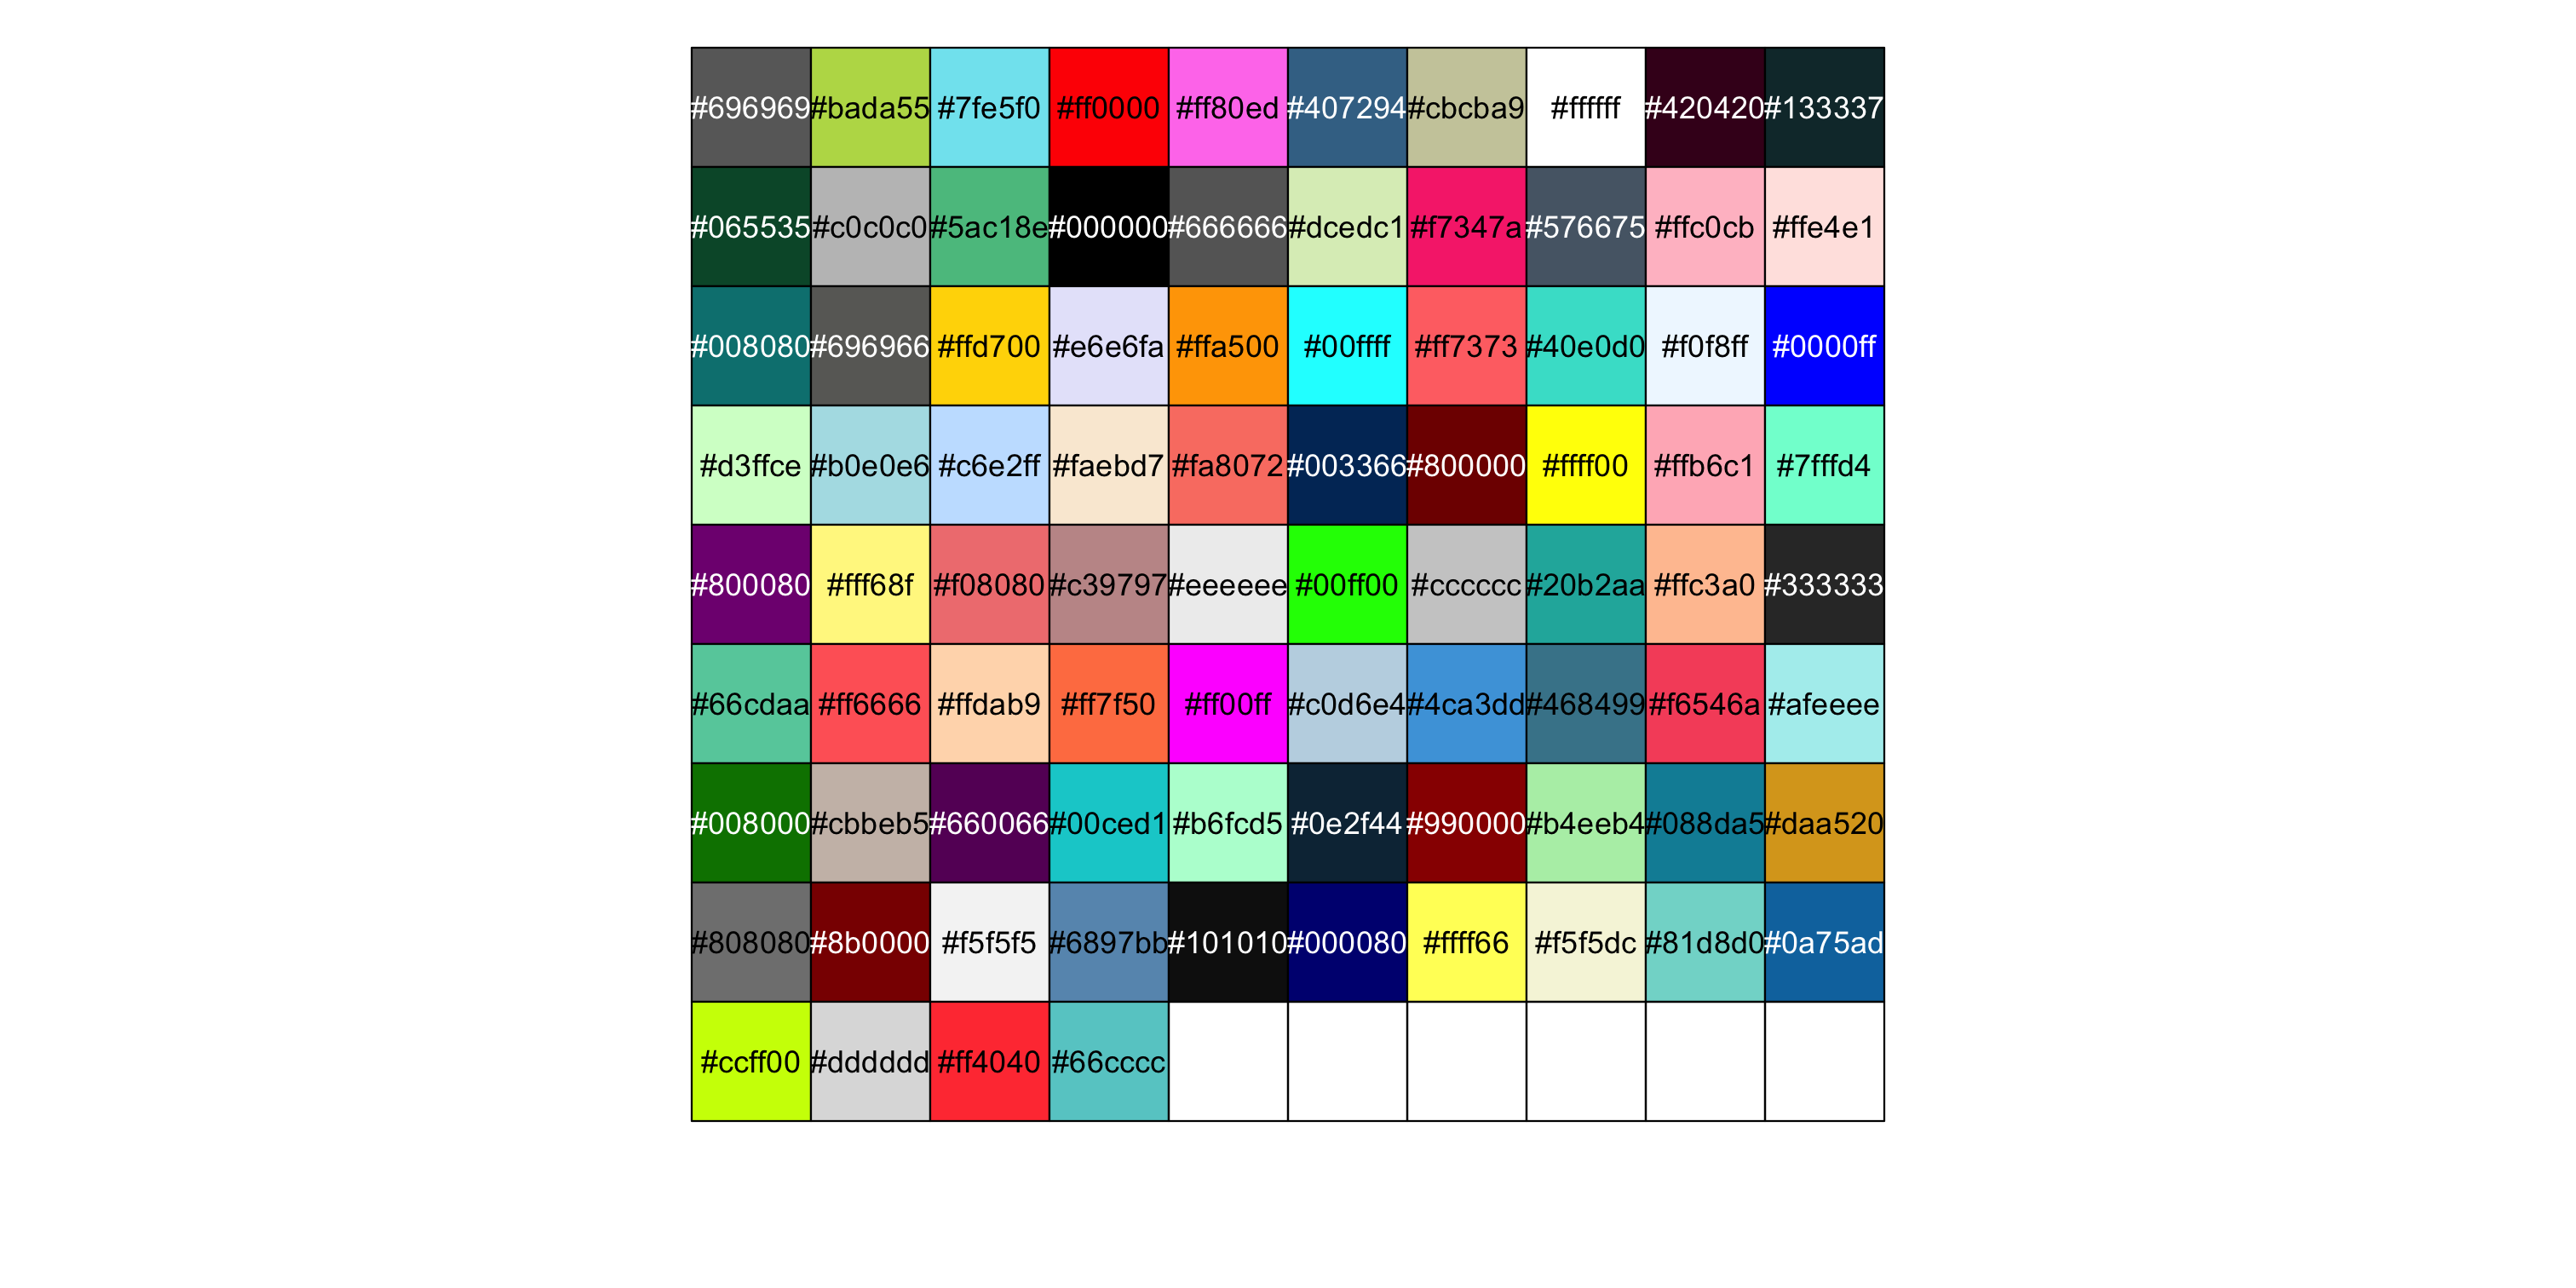 #696969 #bada55 #7fe5f0 #ff0000 #ff80ed #407294 #cbcba9 #ffffff #420420 #133337
#065535 #c0c0c0 #5ac18e #000000 #666666 #dcedc1 #f7347a #576675 #ffc0cb #ffe4e1
#008080 #696966 #ffd700 #e6e6fa #ffa500 #00ffff #ff7373 #40e0d0 #f0f8ff #0000ff
#d3ffce #b0e0e6 #c6e2ff #faebd7 #fa8072 #003366 #800000 #ffff00 #ffb6c1 #7fffd4
#800080 #fff68f #f08080 #c39797 #eeeeee #00ff00 #cccccc #20b2aa #ffc3a0 #333333
#66cdaa #ff6666 #ffdab9 #ff7f50 #ff00ff #c0d6e4 #4ca3dd #468499 #f6546a #afeeee
#008000 #cbbeb5 #660066 #00ced1 #b6fcd5 #0e2f44 #990000 #b4eeb4 #088da5 #daa520
#808080 #8b0000 #f5f5f5 #6897bb #101010 #000080 #ffff66 #f5f5dc #81d8d0 #0a75ad
#ccff00 #dddddd #ff4040 #66cccc